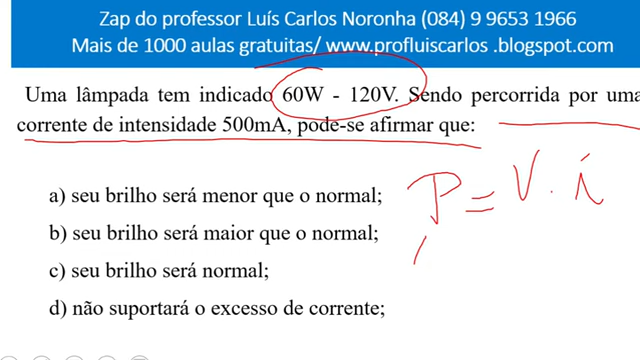 Zap do professor Luís Carlos Noronha (084) 9 9653 1966
Mais de 1000 aulas gratuitas/ www.profluiscarlos .blogspot.com
Uma lâmpada tem indicado 60W - 120V. Sendo percorrida por uma
corrente de intensidade 500mA, pode-se afirmar que:
a) seu brilho será menor que o normal;
P = V . i
b) seu brilho será maior que o normal;
c) seu brilho será normal;
d) não suportará o excesso de corrente;